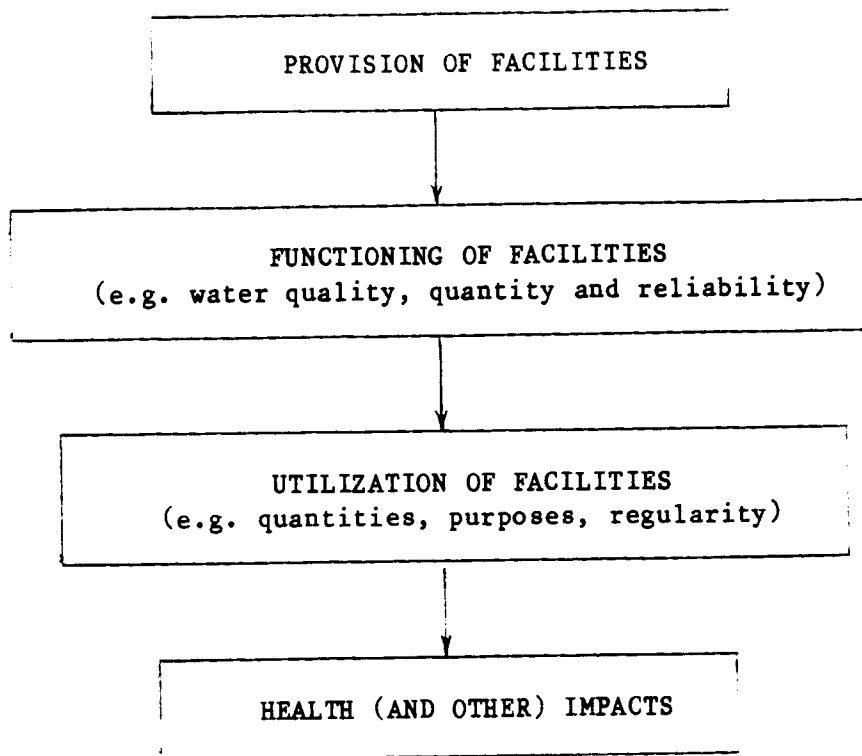 PROVISION OF FACILITIES
FUNCTIONING OF FACILITIES
(e.g. water quality, quantity and reliability)
UTILIZATION OF FACILITIES
(e.g. quantities, purposes, regularity)
HEALTH (AND OTHER) IMPACTS